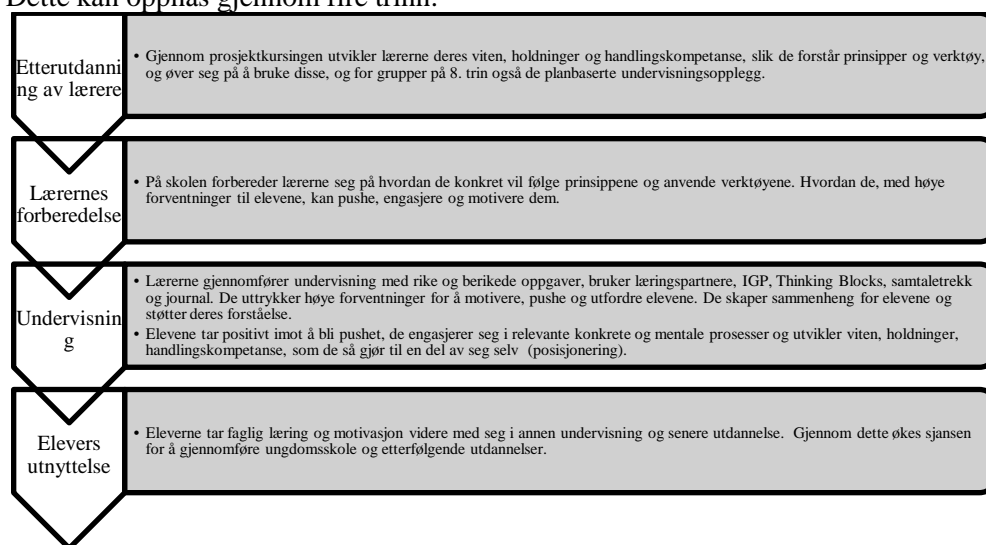 Dette kan oppnås gjennom fire trinn:
Etterutdanni
ng av lærere
• Gjennom prosjektkursingen utvikler lærerne deres viten, holdninger og handlingskompetanse, slik de forstår prinsipper og verktøy,
og øver seg på å bruke disse, og for grupper på 8. trin også de planbaserte undervisningsopplegg.
Lærernes
forberedelse
• På skolen forbereder lærerne seg på hvordan de konkret vil følge prinsippene og anvende verktøyene. Hvordan de, med høye
forventninger til elevene, kan pushe, engasjere og motivere dem.
Undervisnin
g
• Lærerne gjennomfører undervisning med rike og berikede oppgaver, bruker læringspartnere, IGP, Thinking Blocks, samtaletrekk
og journal. De uttrykker høye forventninger for å motivere, pushe og utfordre elevene. De skaper sammenheng for elevene og
støtter deres forståelse.
• Elevene tar positivt imot å bli pushet, de engasjerer seg i relevante konkrete og mentale prosesser og utvikler viten, holdninger,
handlingskompetanse, som de så gjør til en del av seg selv (posisjonering).
Elevers
utnyttelse
• Eleverne tar faglig læring og motivasjon videre med seg i annen undervisning og senere utdannelse. Gjennom dette økes sjansen
for å gjennomføre ungdomsskole og etterfølgende utdannelser.